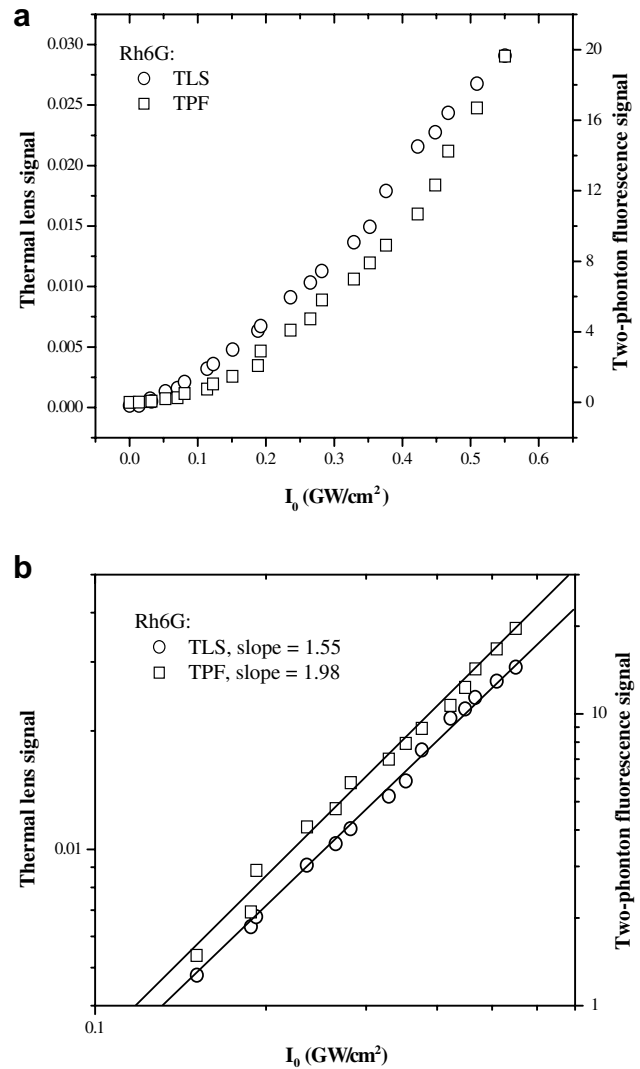 a
Rh6G:
TLS
TPF
0.030
0.025
0.020
0.015
0.010
0.005
0.000
Thermal lens signal
20
16
12
8
4
0
Two-phonton fluorescence signal
0.0 0.1 0.2 0.3 0.4 0.5 0.6
I₀ (GW/cm²)
b
Rh6G:
TLS, slope = 1.55
TPF, slope = 1.98
0.01
Thermal lens signal
10
1
Two-phonton fluorescence signal
0.1
I₀ (GW/cm²)